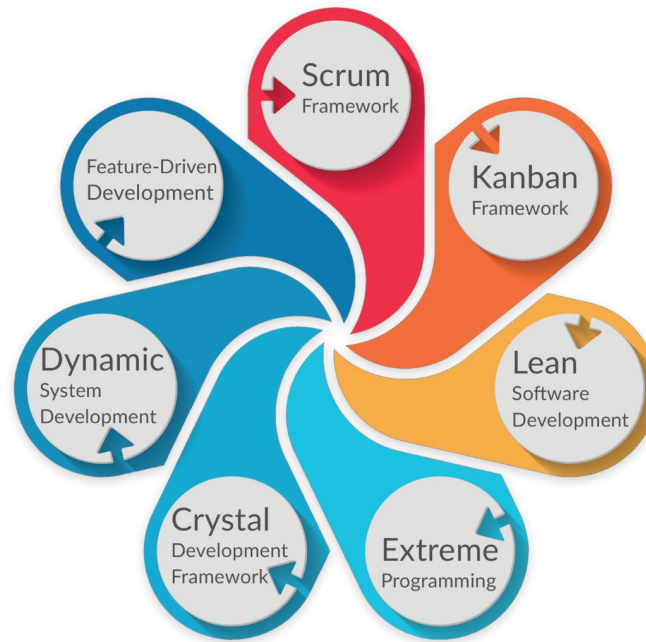 Scrum
Framework
Kanban
Framework
Lean
Software
Development
Extreme
Programming
Crystal
Development
Framework
Dynamic
System
Development
Feature-Driven
Development